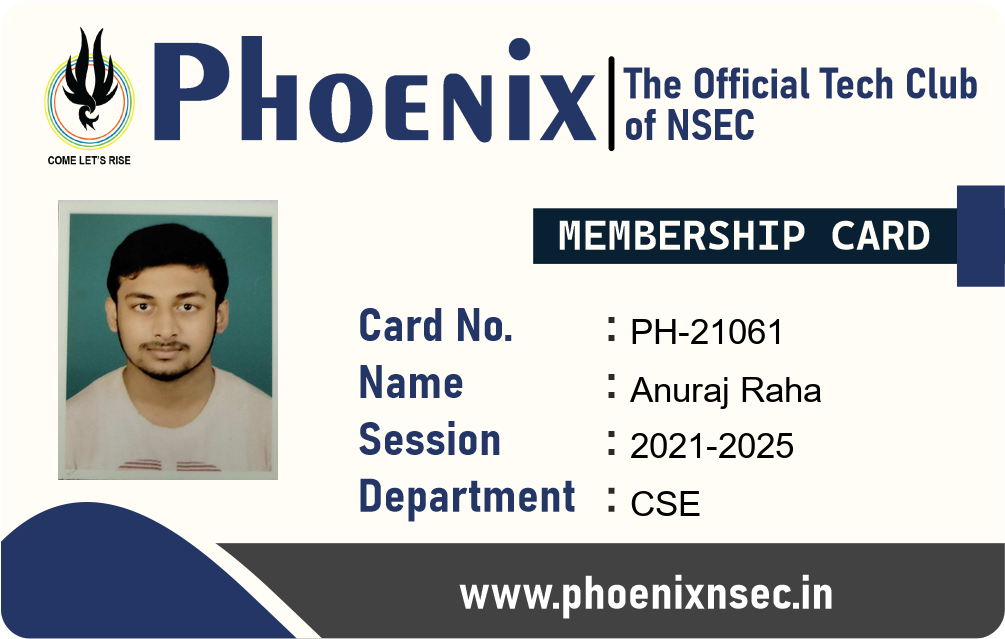 COME LET'S RISE
PHOENIX
The Official Tech Club
of NSEC
MEMBERSHIP CARD
Card No. : PH-21061
Name : Anuraj Raha
Session : 2021-2025
Department : CSE
www.phoenixnsec.in